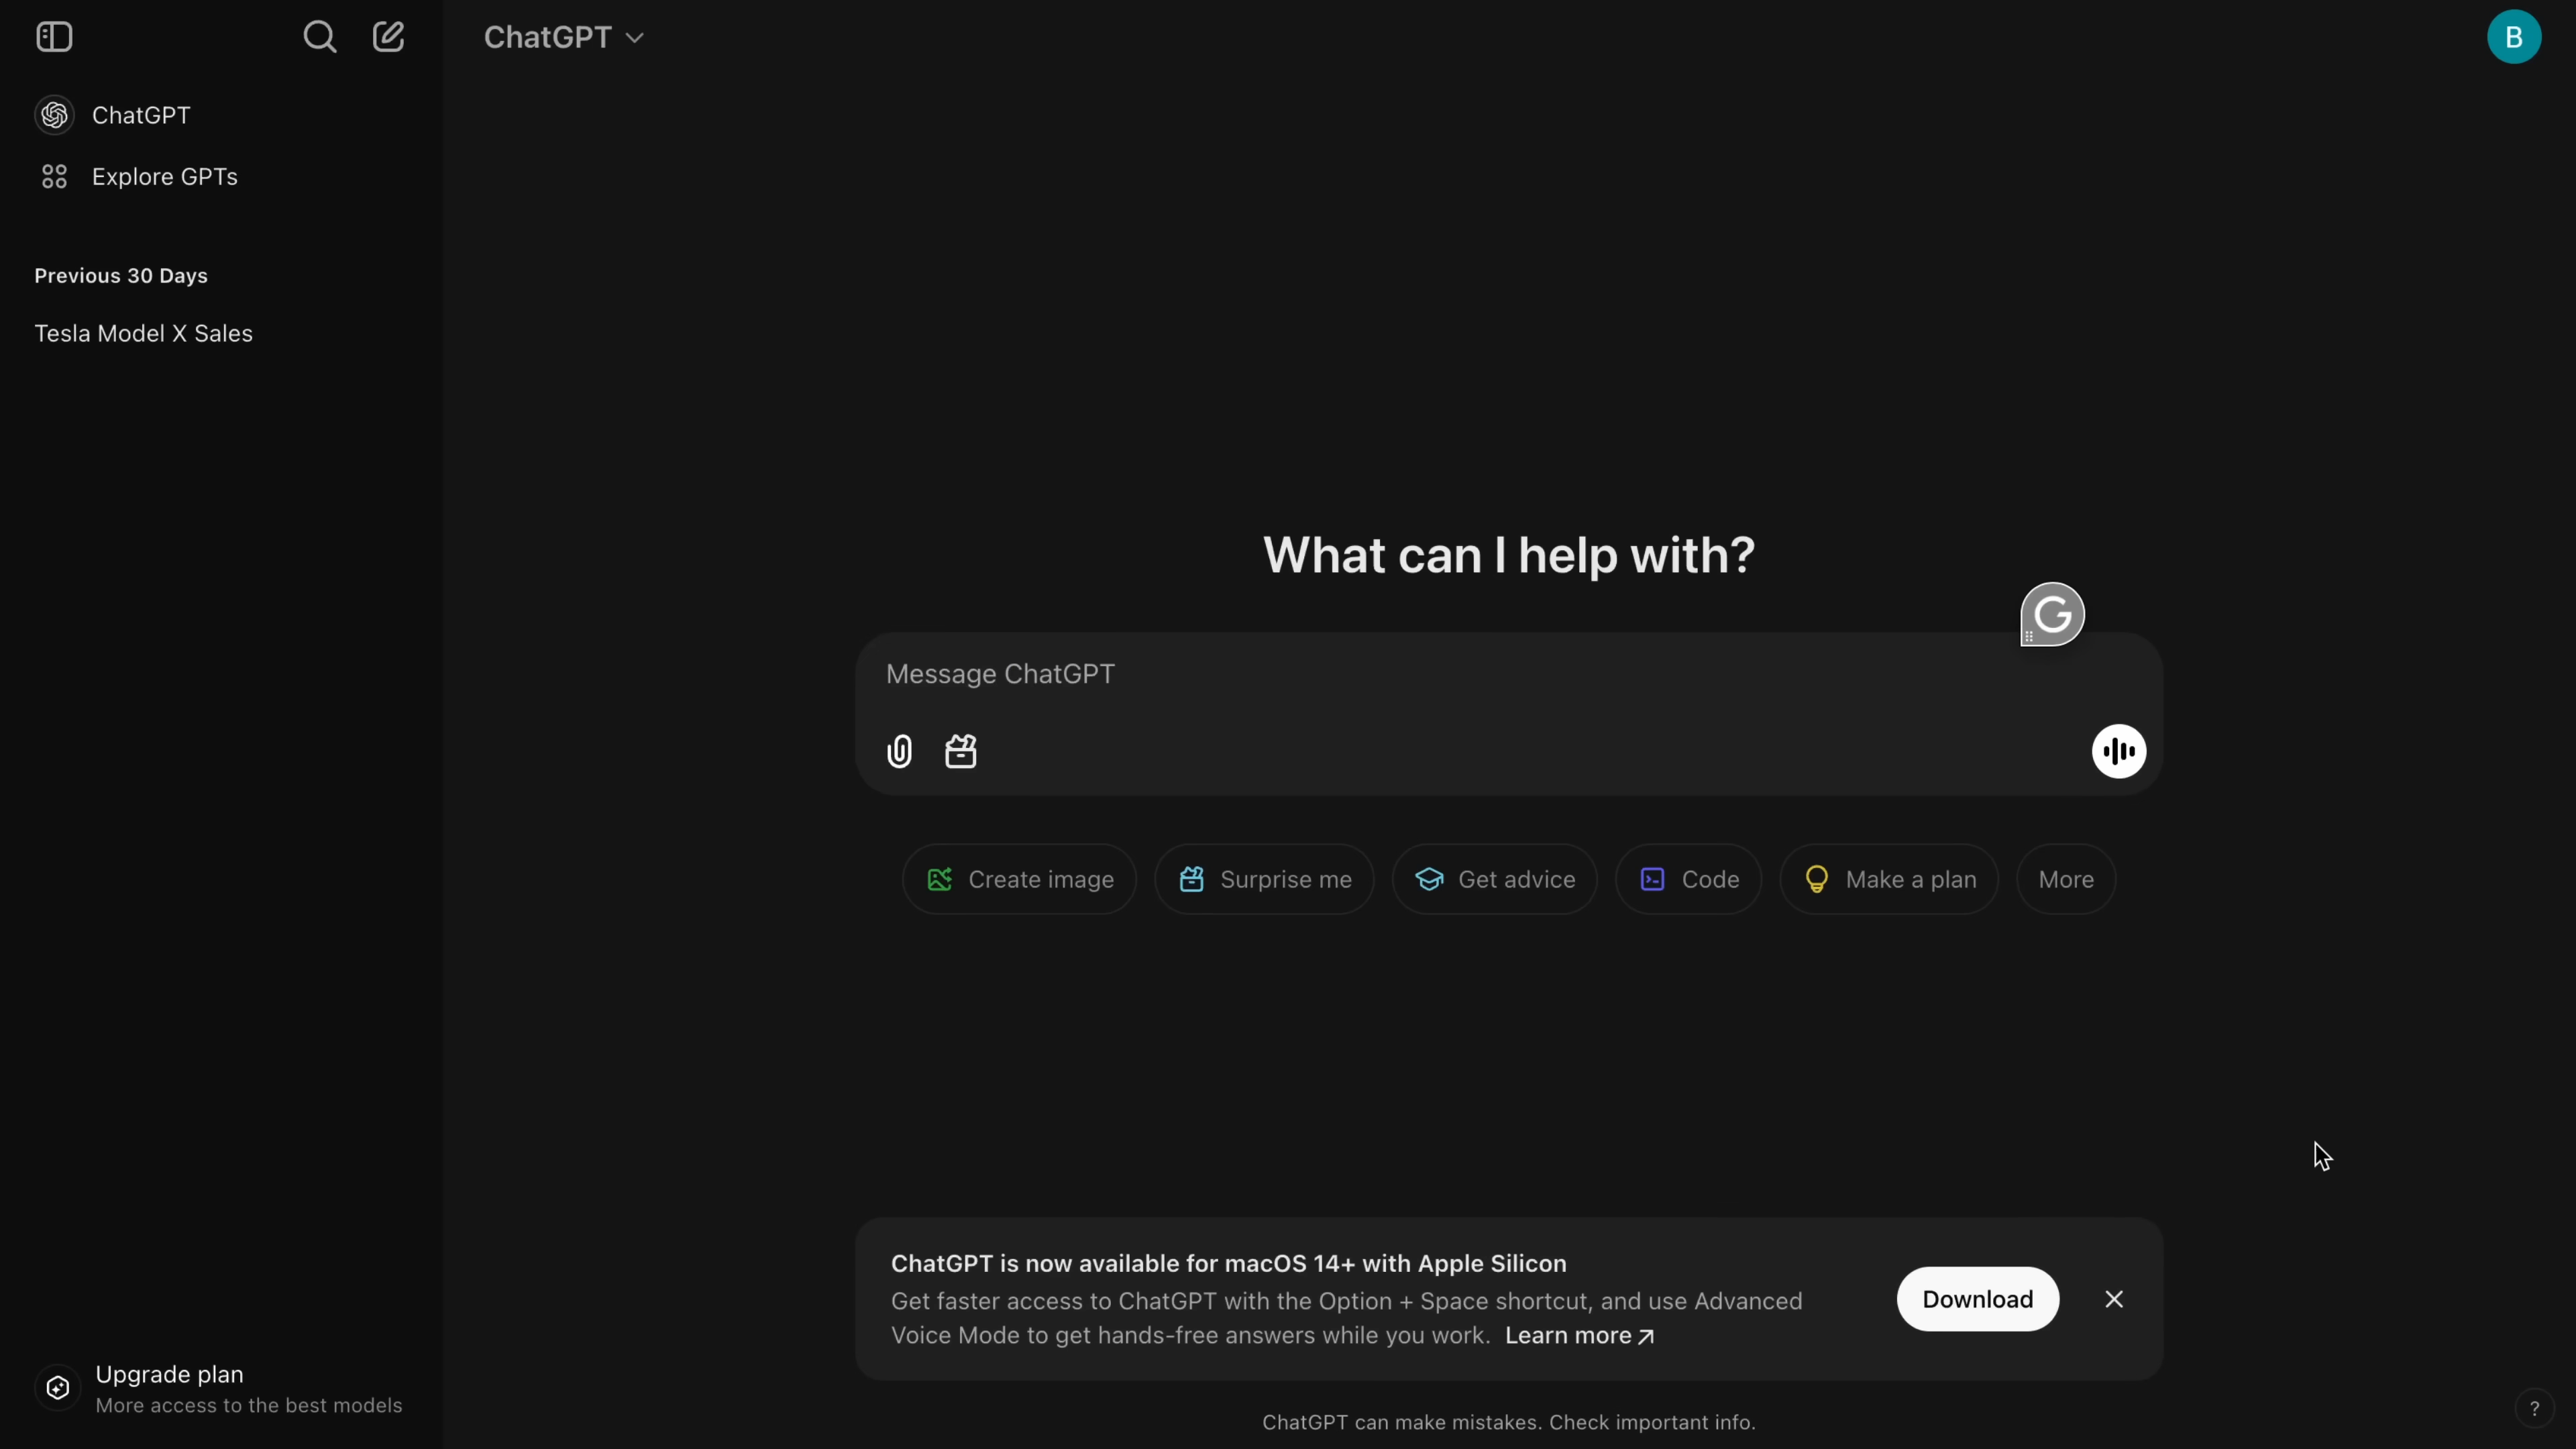 ChatGPT
B
ChatGPT
Explore GPTs
Previous 30 Days
Tesla Model X Sales
What can I help with?
G
Message ChatGPT
Create image
Surprise me
Get advice
Code
Make a plan
More
ChatGPT is now available for macOS 14+ with Apple Silicon
Get faster access to ChatGPT with the Option + Space shortcut, and use Advanced
Voice Mode to get hands-free answers while you work. Learn more
Download
Upgrade plan
More access to the best models
ChatGPT can make mistakes. Check important info.
?